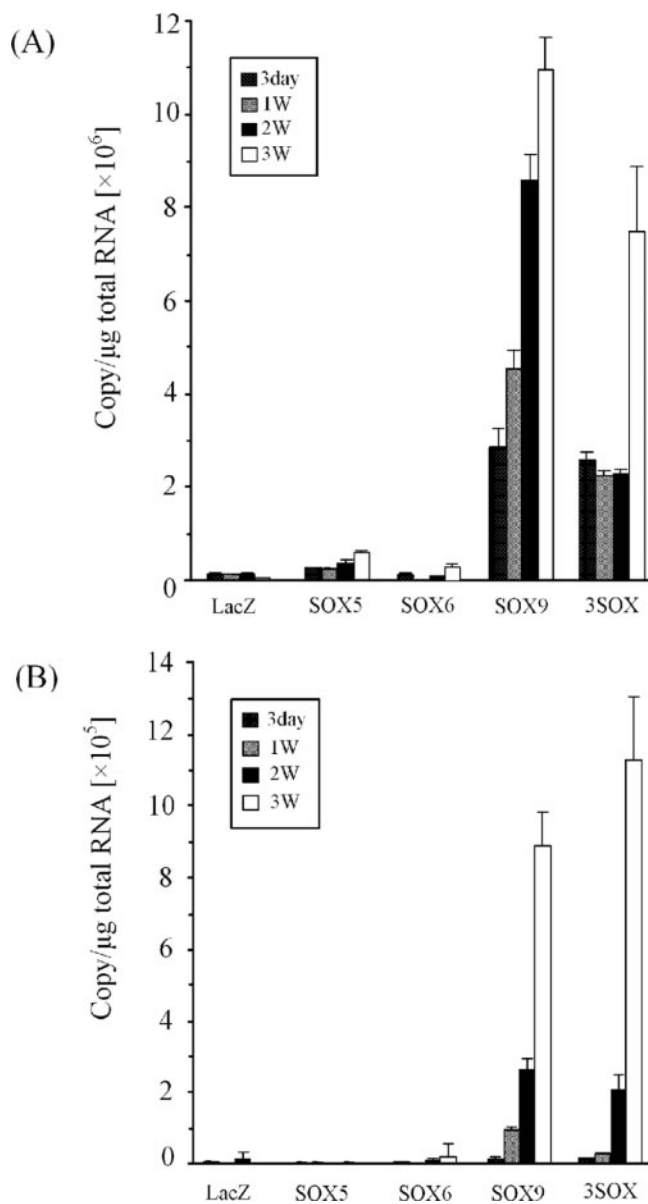 (A)
Copy/µg total RNA [×10⁶]
12
10
8
6
4
2
0
3day
1W
2W
3W
LacZ SOX5 SOX6 SOX9 3SOX
(B)
Copy/µg total RNA [×10⁵]
14
12
10
8
6
4
2
0
3day
1W
2W
3W
LacZ SOX5 SOX6 SOX9 3SOX